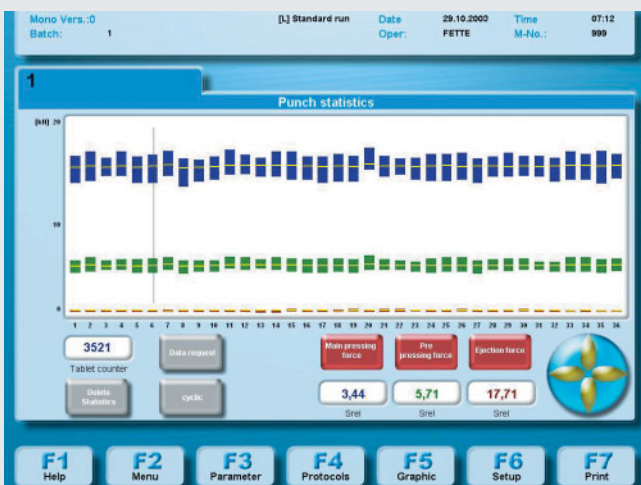 Mono Vers.:0 [L] Standard run Date 29.10.2003 Time 07:12
Batch: 1 Oper: FETTE M-No.: 999
1
Punch statistics
[kN] 20
10
0
1 2 3 4 5 6 7 8 9 10 11 12 13 14 15 16 17 18 19 20 21 22 23 24 25 26 27 28 29 30 31 32 33 34 35 36
3521
Tablet counter
Data request
Delete
Statistics
cyclic
Main pressing
force
Pre
pressing force
Ejection force
3,44 5,71 17,71
Srel Srel Srel
F1 F2 F3 F4 F5 F6 F7
Help Menu Parameter Protocols Graphic Setup Print